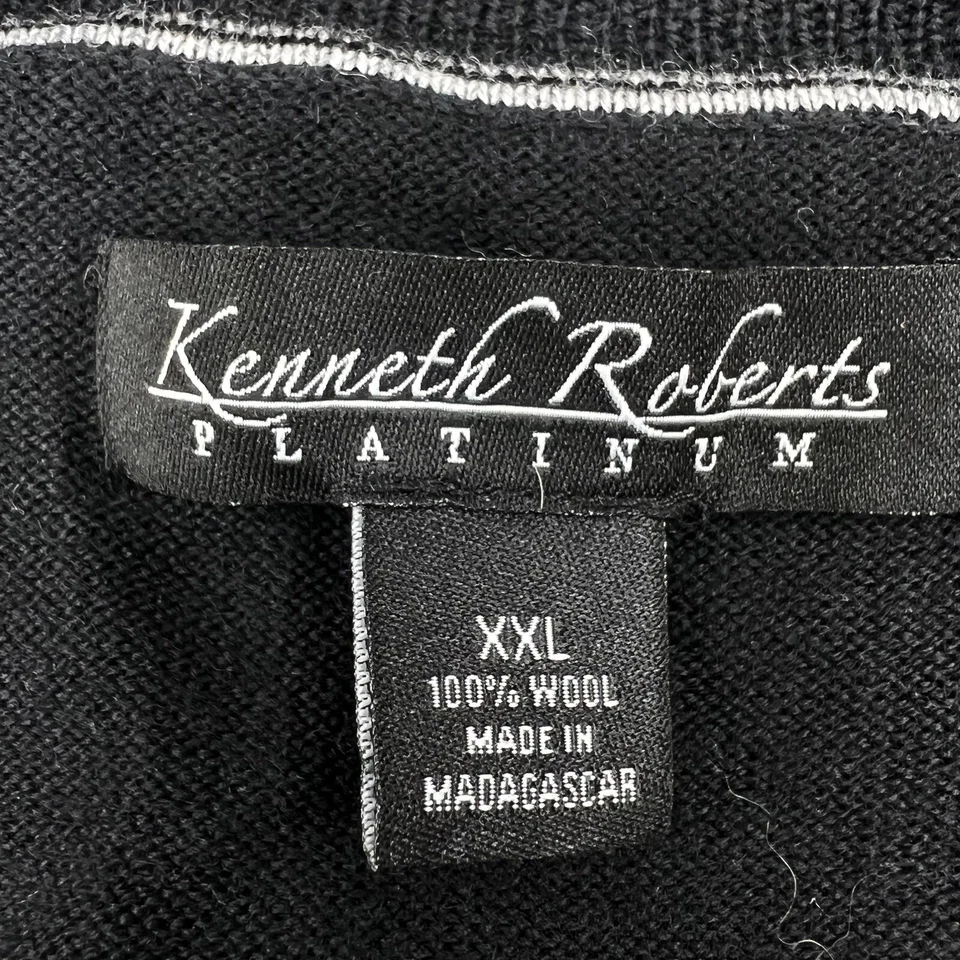 Kenneth Roberts
PLATINUM
XXL
100% WOOL
MADE IN
MADAGASCAR